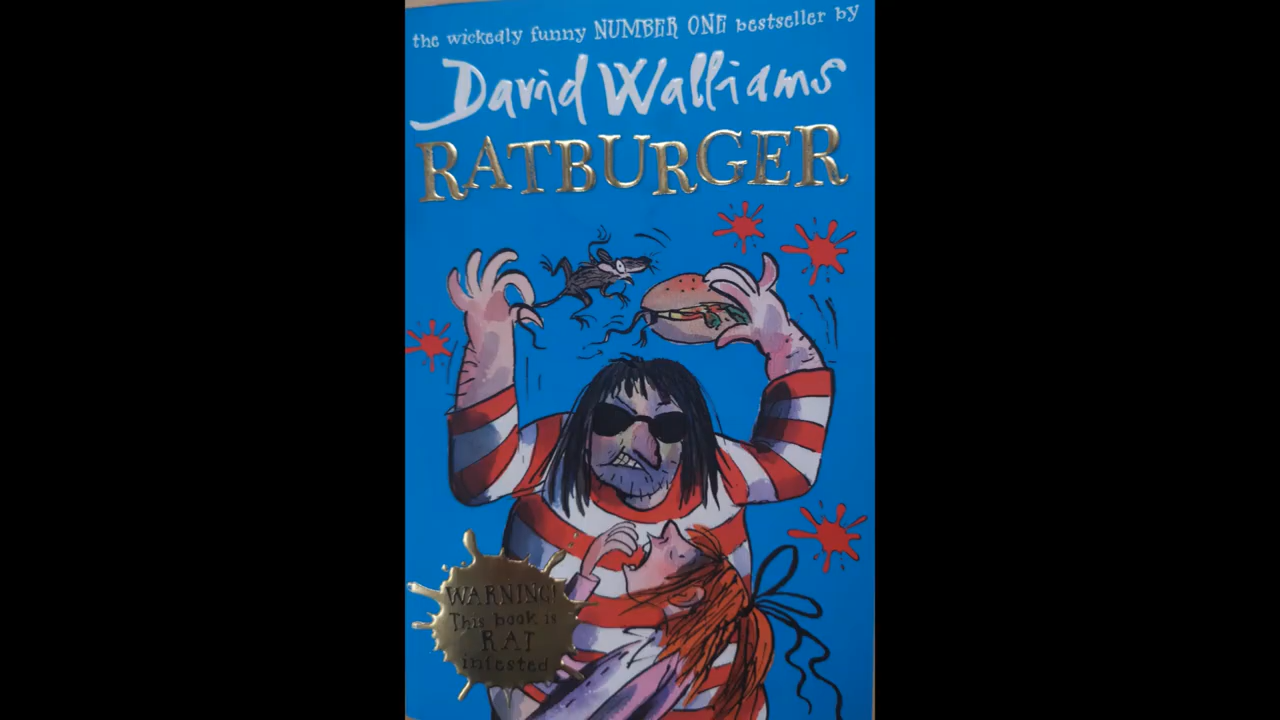 the wickedly funny NUMBER ONE bestseller by
David Walliams
RATBURGER
WARNING!
This book is
RAT
infested